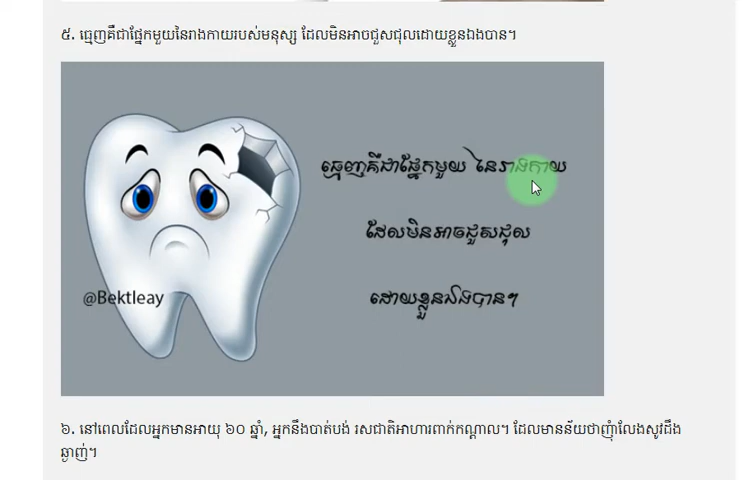 ៥. ធ្មេញគឺជាផ្នែកមួយនៃរាងកាយរបស់មនុស្ស ដែលមិនអាចជួសជុលដោយខ្លួនឯងបាន។
ធ្មេញគឺជាផ្នែកមួយ នៃរាងកាយ
ដែលមិនអាចជួសជុល
ដោយខ្លួនឯងបាន។
@Bektleay
៦. នៅពេលដែលអ្នកមានអាយុ ៦០ ឆ្នាំ, អ្នកនឹងបាត់បង់ រសជាតិអាហារពាក់កណ្តាល។ ដែលមានន័យថាញុំាលែងសូវដឹង
ឆ្ងាញ់។